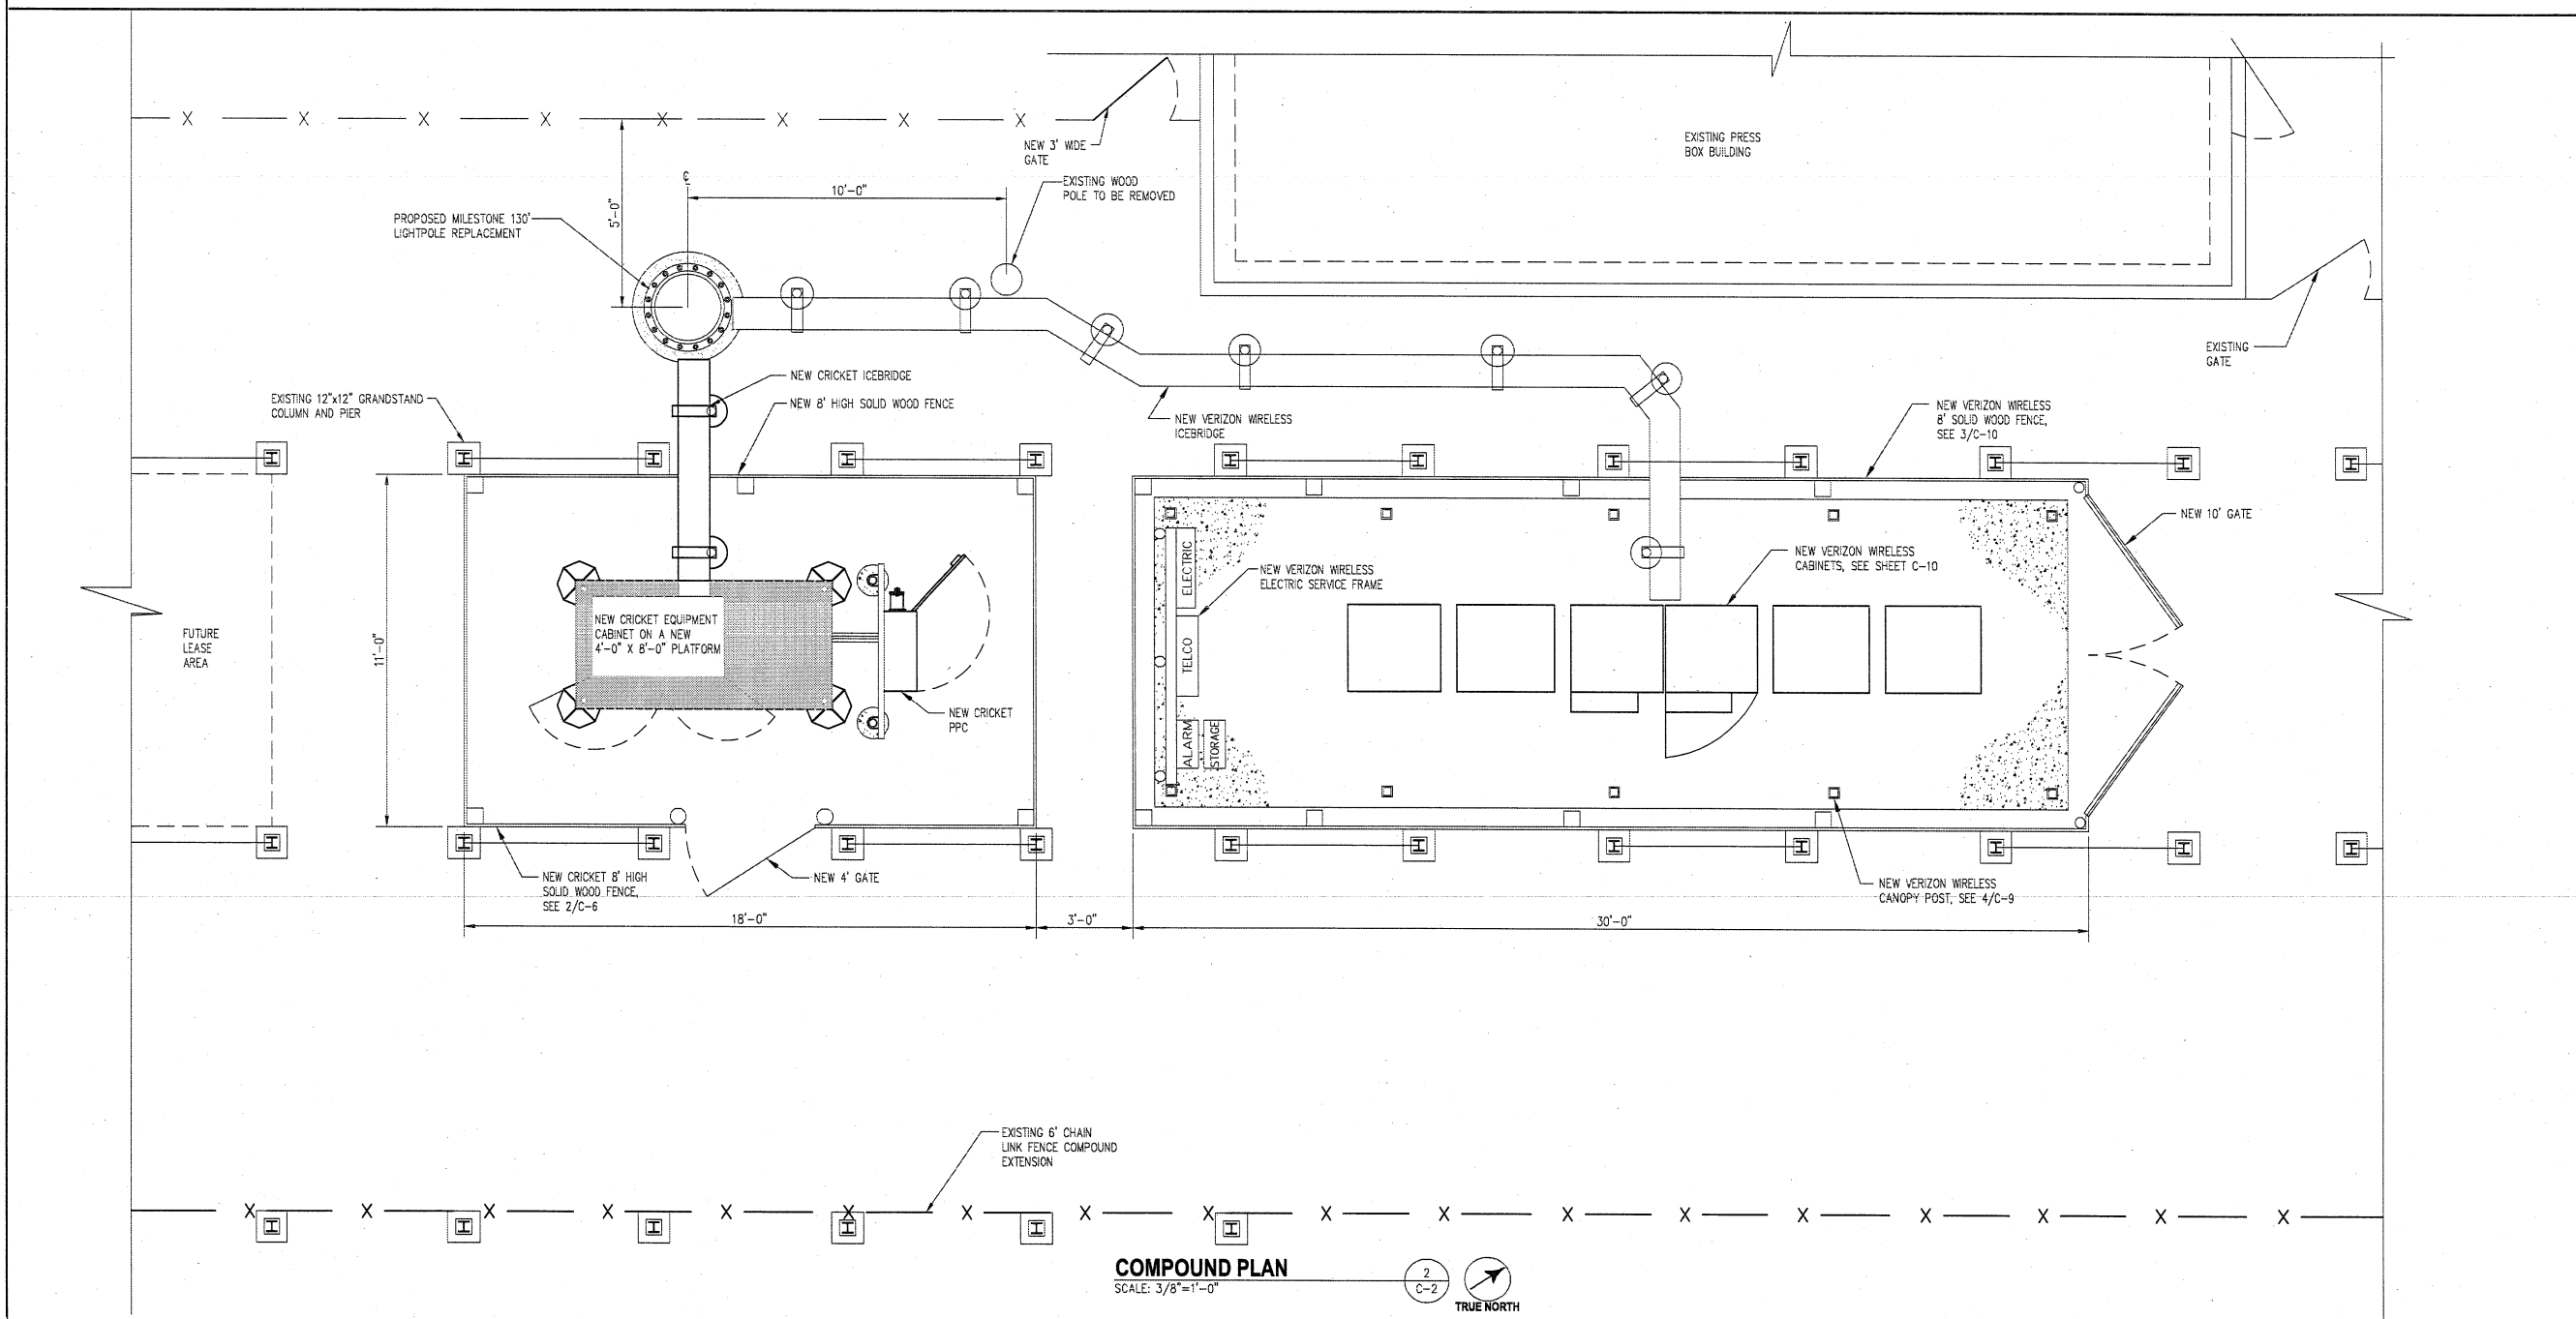 EXISTING PRESS
BOX BUILDING
NEW 3' WIDE
GATE
EXISTING WOOD
POLE TO BE REMOVED
10'-0"
5'-0"
PROPOSED MILESTONE 130'
LIGHTPOLE REPLACEMENT
EXISTING
GATE
NEW CRICKET ICEBRIDGE
NEW 8' HIGH SOLID WOOD FENCE
EXISTING 12"x12" GRANDSTAND
COLUMN AND PIER
NEW VERIZON WIRELESS
ICEBRIDGE
NEW VERIZON WIRELESS
8' SOLID WOOD FENCE,
SEE 3/C-10
NEW 10' GATE
NEW VERIZON WIRELESS
CABINETS, SEE SHEET C-10
NEW VERIZON WIRELESS
ELECTRIC SERVICE FRAME
ELECTRIC
TELCO
ALARM
STORAGE
FUTURE
LEASE
AREA
11'-0"
NEW CRICKET EQUIPMENT
CABINET ON A NEW
4'-0" X 8'-0" PLATFORM
NEW CRICKET
PPC
NEW CRICKET 8' HIGH
SOLID WOOD FENCE,
SEE 2/C-6
NEW 4' GATE
NEW VERIZON WIRELESS
CANOPY POST, SEE 4/C-9
18'-0"
3'-0"
30'-0"
EXISTING 6' CHAIN
LINK FENCE COMPOUND
EXTENSION
COMPOUND PLAN
SCALE: 3/8"=1'-0"
2
C-2
TRUE NORTH